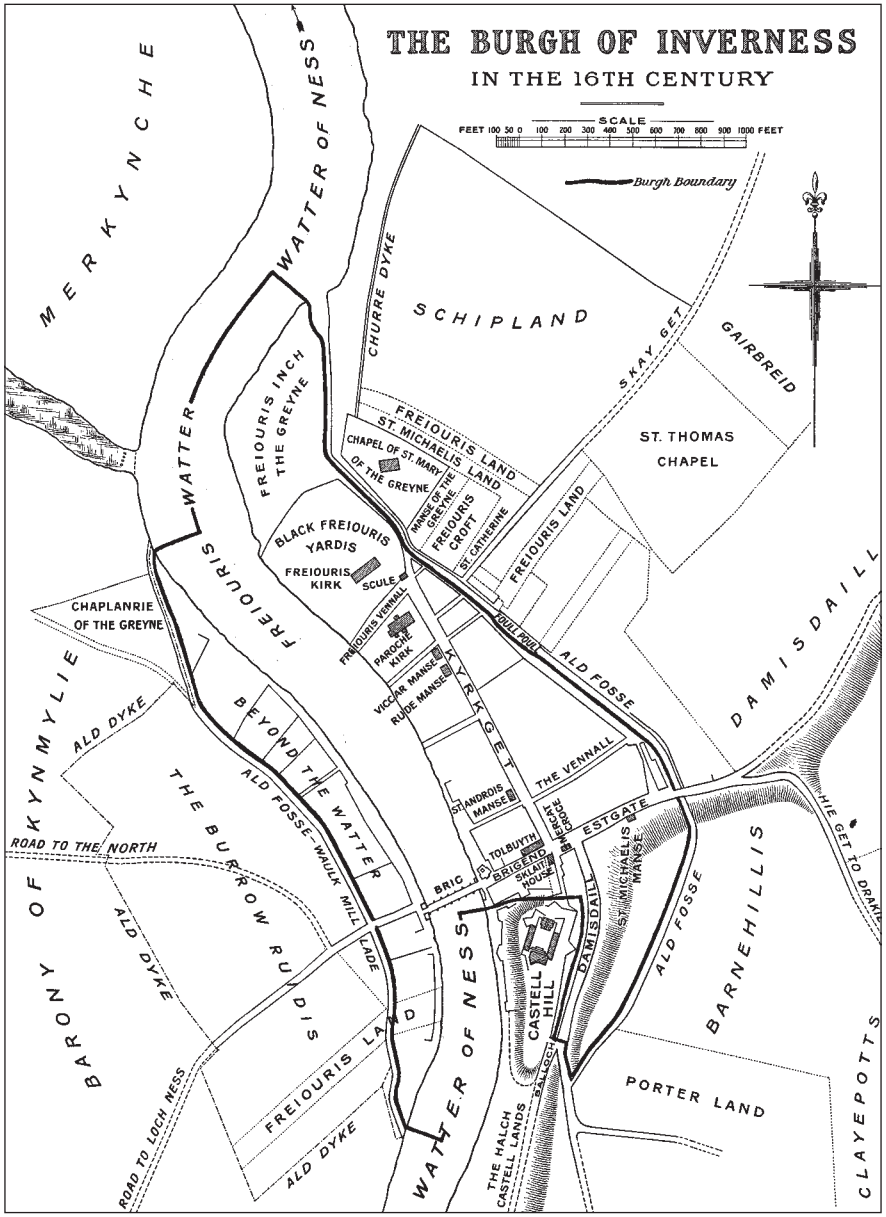 THE BURGH OF INVERNESS
IN THE 16TH CENTURY
SCALE
FEET 100 50 0 100 200 300 400 500 600 700 800 900 1000 FEET
Burgh Boundary
MERKYNCHE
WATTER OF NESS
CHURRE DYKE
SCHIPLAND
SKAY GET
GAIRBREID
ST. THOMAS
CHAPEL
FREIOURIS INCH
THE GREYNE
WATTER
FREIOURIS
FREIOURIS LAND
ST. MICHAELIS LAND
CHAPEL OF ST. MARY
OF THE GREYNE
MANSE OF THE
GREYNE
FREIOURIS
CROFT
ST. CATHERINE
FREIOURIS LAND
BLACK FREIOURIS
YARDIS
FREIOURIS
KIRK
SCULE
FREIOURIS VENNALL
PAROCHE
KIRK
VICCAR MANSE
RUDE MANSE
KYRKGET
FOULL POUL
ALD FOSSE
DAMISDAILL
CHAPLANRIE
OF THE GREYNE
BARONY OF KYNMYLIE
ALD DYKE
BEYOND THE WATTER
ALD FOSSE-WAULK MILL LADE
THE BURROW RUIDIS
ROAD TO THE NORTH
ALD DYKE
THE VENNALL
ST. ANDROIS
MANSE
MERCATE
CROCE
ESTGATE
TOLBUYTH
BRIGEND
SKLAIT
HOUSE
BRIC
ST. MICHAELIS
MANSE
DAMISDAILL
HIE GET TO DRAKIE
ALD FOSSE
BARNEHILLIS
CASTELL
HILL
WATTER OF NESS
BALLOCH
FREIOURIS LAND
ROAD TO LOCH NESS
ALD DYKE
THE HALCH
CASTELL LANDS
PORTER LAND
CLAYEPOTTS